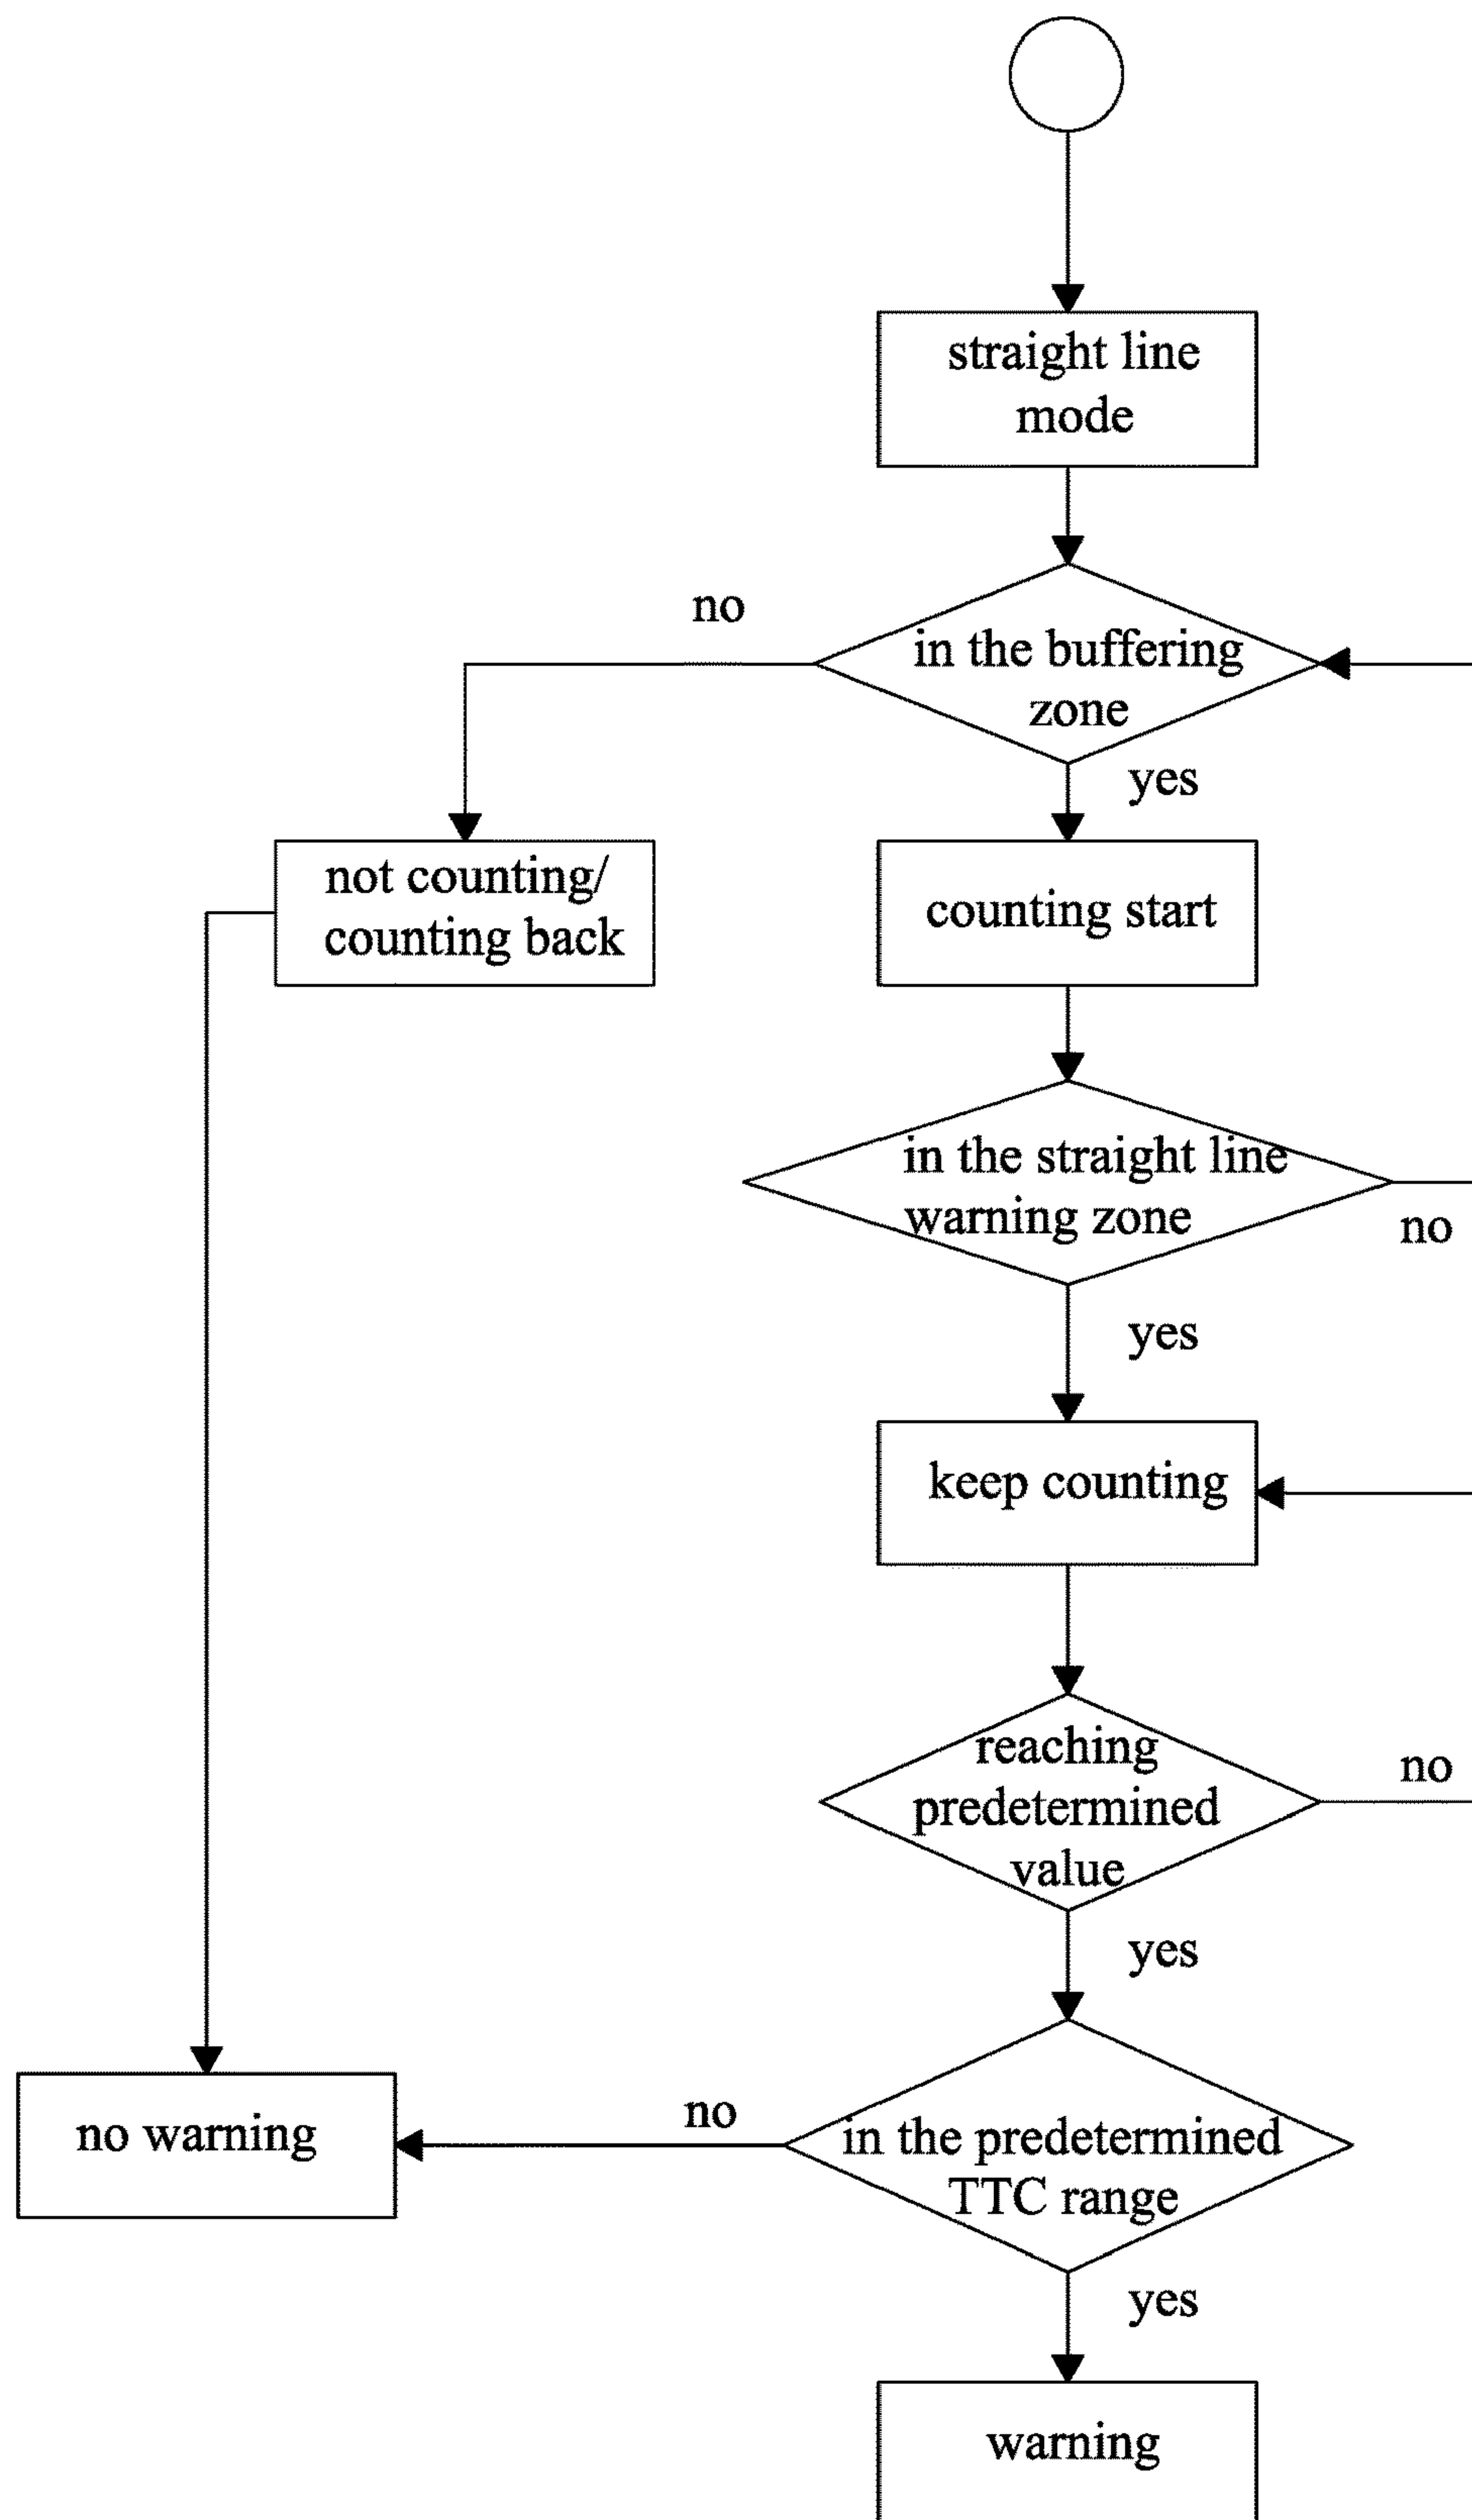 straight line
mode
no
in the buffering
zone
yes
not counting/
counting back
counting start
in the straight line
warning zone
no
yes
keep counting
reaching
predetermined
value
no
yes
no warning
no
in the predetermined
TTC range
yes
warning